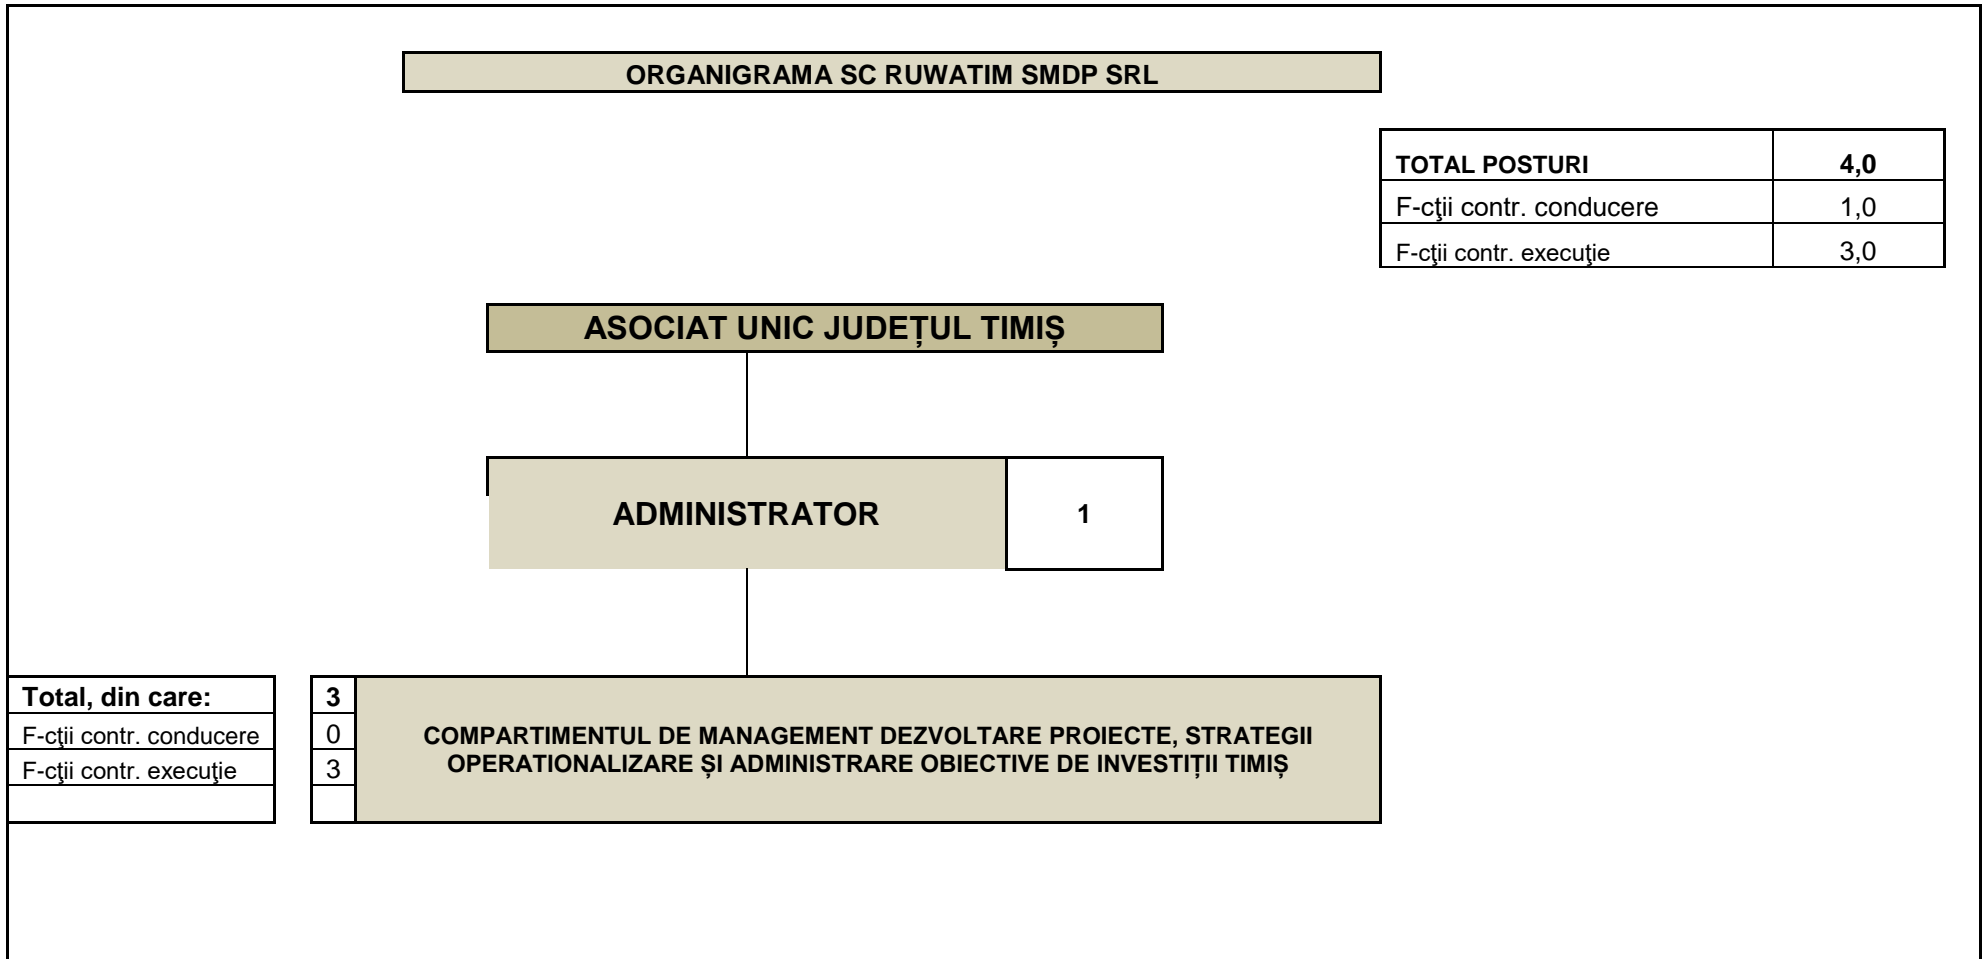 ORGANIGRAMA SC RUWATIM SMDP SRL
TOTAL POSTURI 4,0
F-cţii contr. conducere 1,0
F-cţii contr. execuţie 3,0
ASOCIAT UNIC JUDEȚUL TIMIȘ
ADMINISTRATOR 1
Total, din care: 3
F-cţii contr. conducere 0
F-cţii contr. execuţie 3
COMPARTIMENTUL DE MANAGEMENT DEZVOLTARE PROIECTE, STRATEGII
OPERATIONALIZARE ȘI ADMINISTRARE OBIECTIVE DE INVESTIȚII TIMIȘ